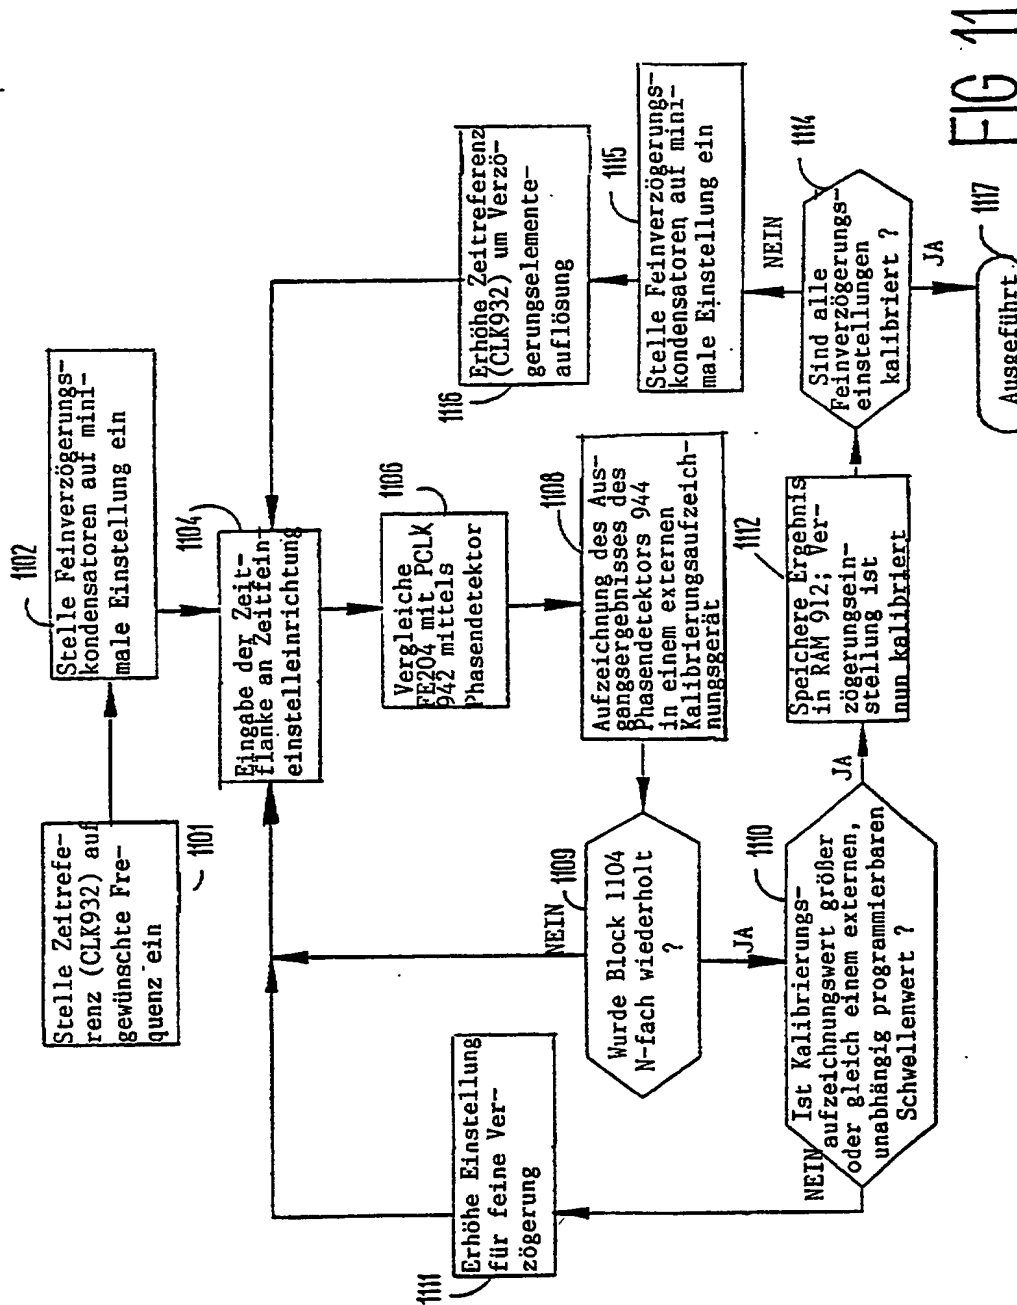 1101
Stelle Zeitrefe-
renz (CLK932) auf
gewünschte Fre-
quenz ein
1102
Stelle Feinverzögerungs-
kondensatoren auf mini-
male Einstellung ein
1104
Eingabe der Zeit-
flanke an Zeitfein-
einstelleinrichtung
1106
Vergleiche
FE204 mit PCLK
942 mittels
Phasendetektor
1108
Aufzeichnung des Aus-
gangsergebnisses des
Phasendetektors 944
in einem externen
Kalibrierungsaufzeich-
nungsgerät
1109
Wurde Block 1104
N-fach wiederholt
?
NEIN
JA
1110
Ist Kalibrierungs-
aufzeichnungswert größer
oder gleich einem externen,
unabhängig programmierbaren
Schwellenwert ?
NEIN
JA
1111
Erhöhe Einstellung
für feine Ver-
zögerung
1112
Speichere Ergebnis
in RAM 912; Ver-
zögerungsein-
stellung ist
nun kalibriert
1114
Sind alle
Feinverzögerungs-
einstellungen
kalibriert ?
NEIN
JA
1115
Stelle Feinverzögerungs-
kondensatoren auf mini-
male Einstellung ein
1116
Erhöhe Zeitreferenz
(CLK932) um Verzö-
gerungselemente-
auflösung
1117
Ausgeführt
FIG 11